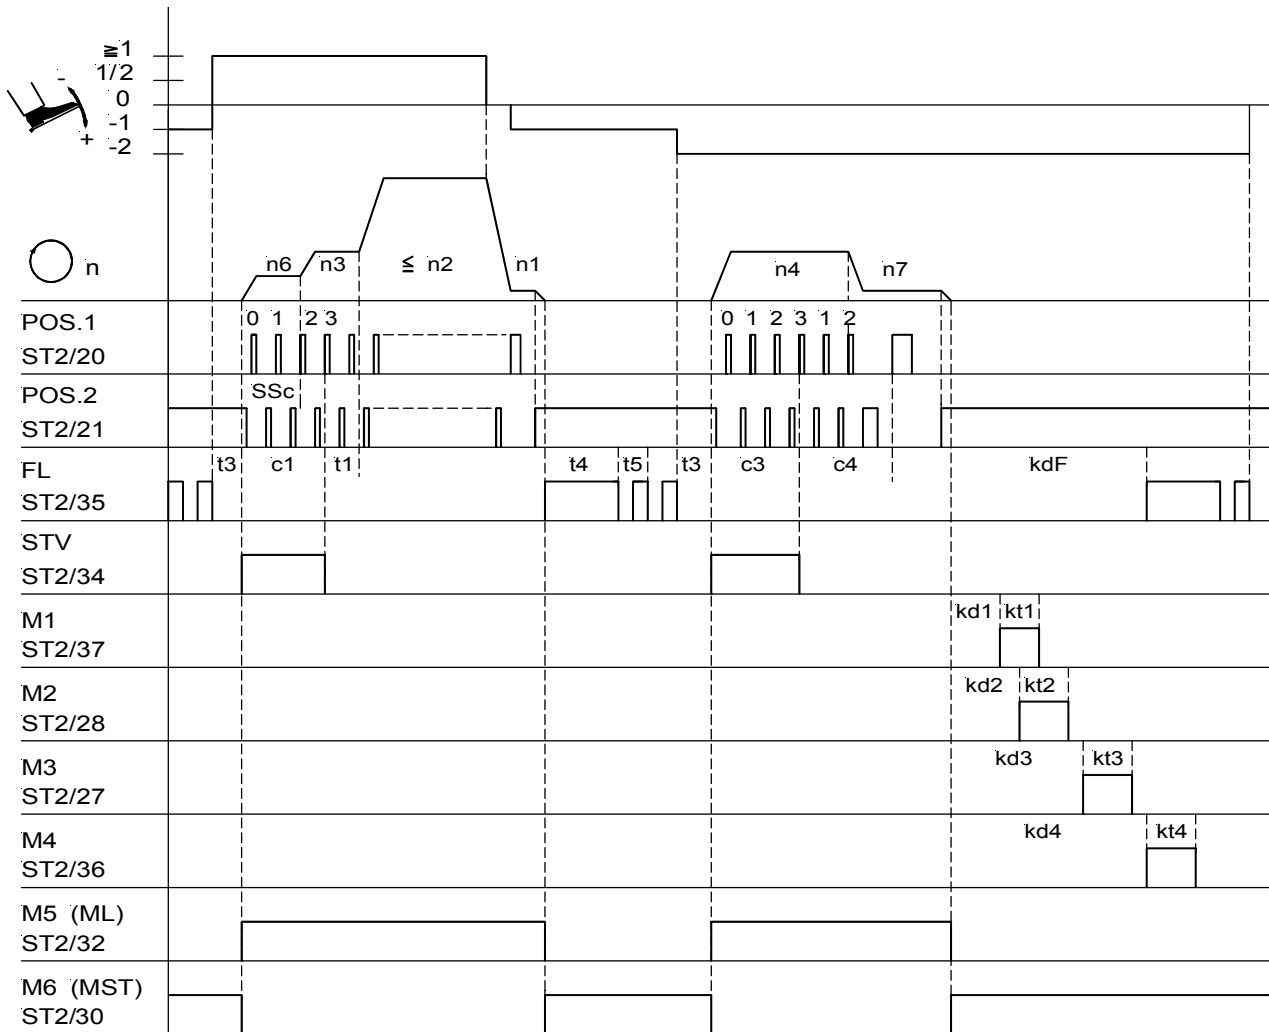 ≧1
1/2
0
-1
-2
-
+
n
n6 n3 ≦ n2 n1 n4 n7
POS.1
ST2/20
0 1 2 3 0 1 2 3 1 2
POS.2
ST2/21
SSc
FL
ST2/35
t3 c1 t1 t4 t5 t3 c3 c4 kdF
STV
ST2/34
M1
ST2/37
kd1 kt1
M2
ST2/28
kd2 kt2
M3
ST2/27
kd3 kt3
M4
ST2/36
kd4 kt4
M5 (ML)
ST2/32
M6 (MST)
ST2/30